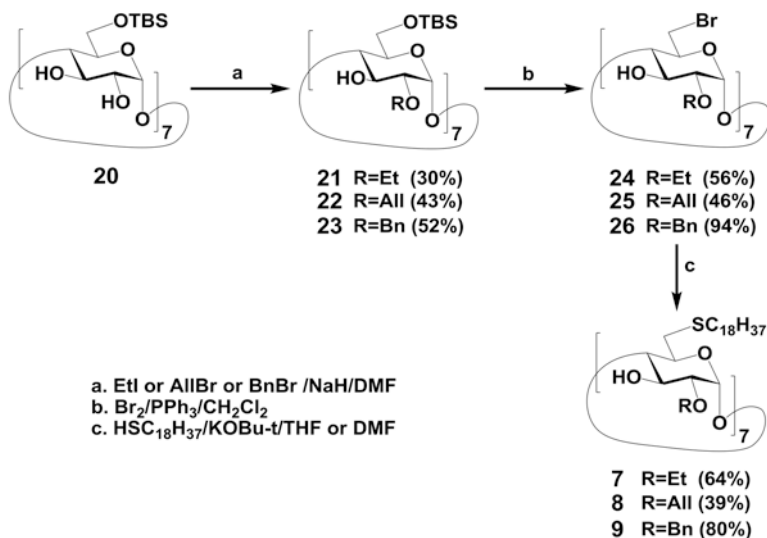 OTBS
O
HO
HO
O
7
20
a
OTBS
O
HO
RO
O
7
21 R=Et (30%)
22 R=All (43%)
23 R=Bn (52%)
b
Br
O
HO
RO
O
7
24 R=Et (56%)
25 R=All (46%)
26 R=Bn (94%)
c
SC18H37
O
HO
RO
O
7
7 R=Et (64%)
8 R=All (39%)
9 R=Bn (80%)
a. EtI or AllBr or BnBr /NaH/DMF
b. Br2/PPh3/CH2Cl2
c. HSC18H37/KOBu-t/THF or DMF